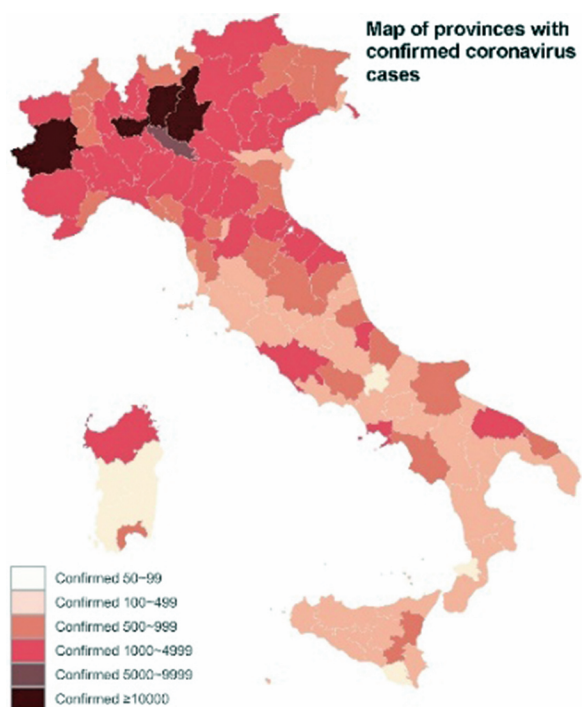 Map of provinces with
confirmed coronavirus
cases
Confirmed 50~99
Confirmed 100~499
Confirmed 500~999
Confirmed 1000~4999
Confirmed 5000~9999
Confirmed ≥10000